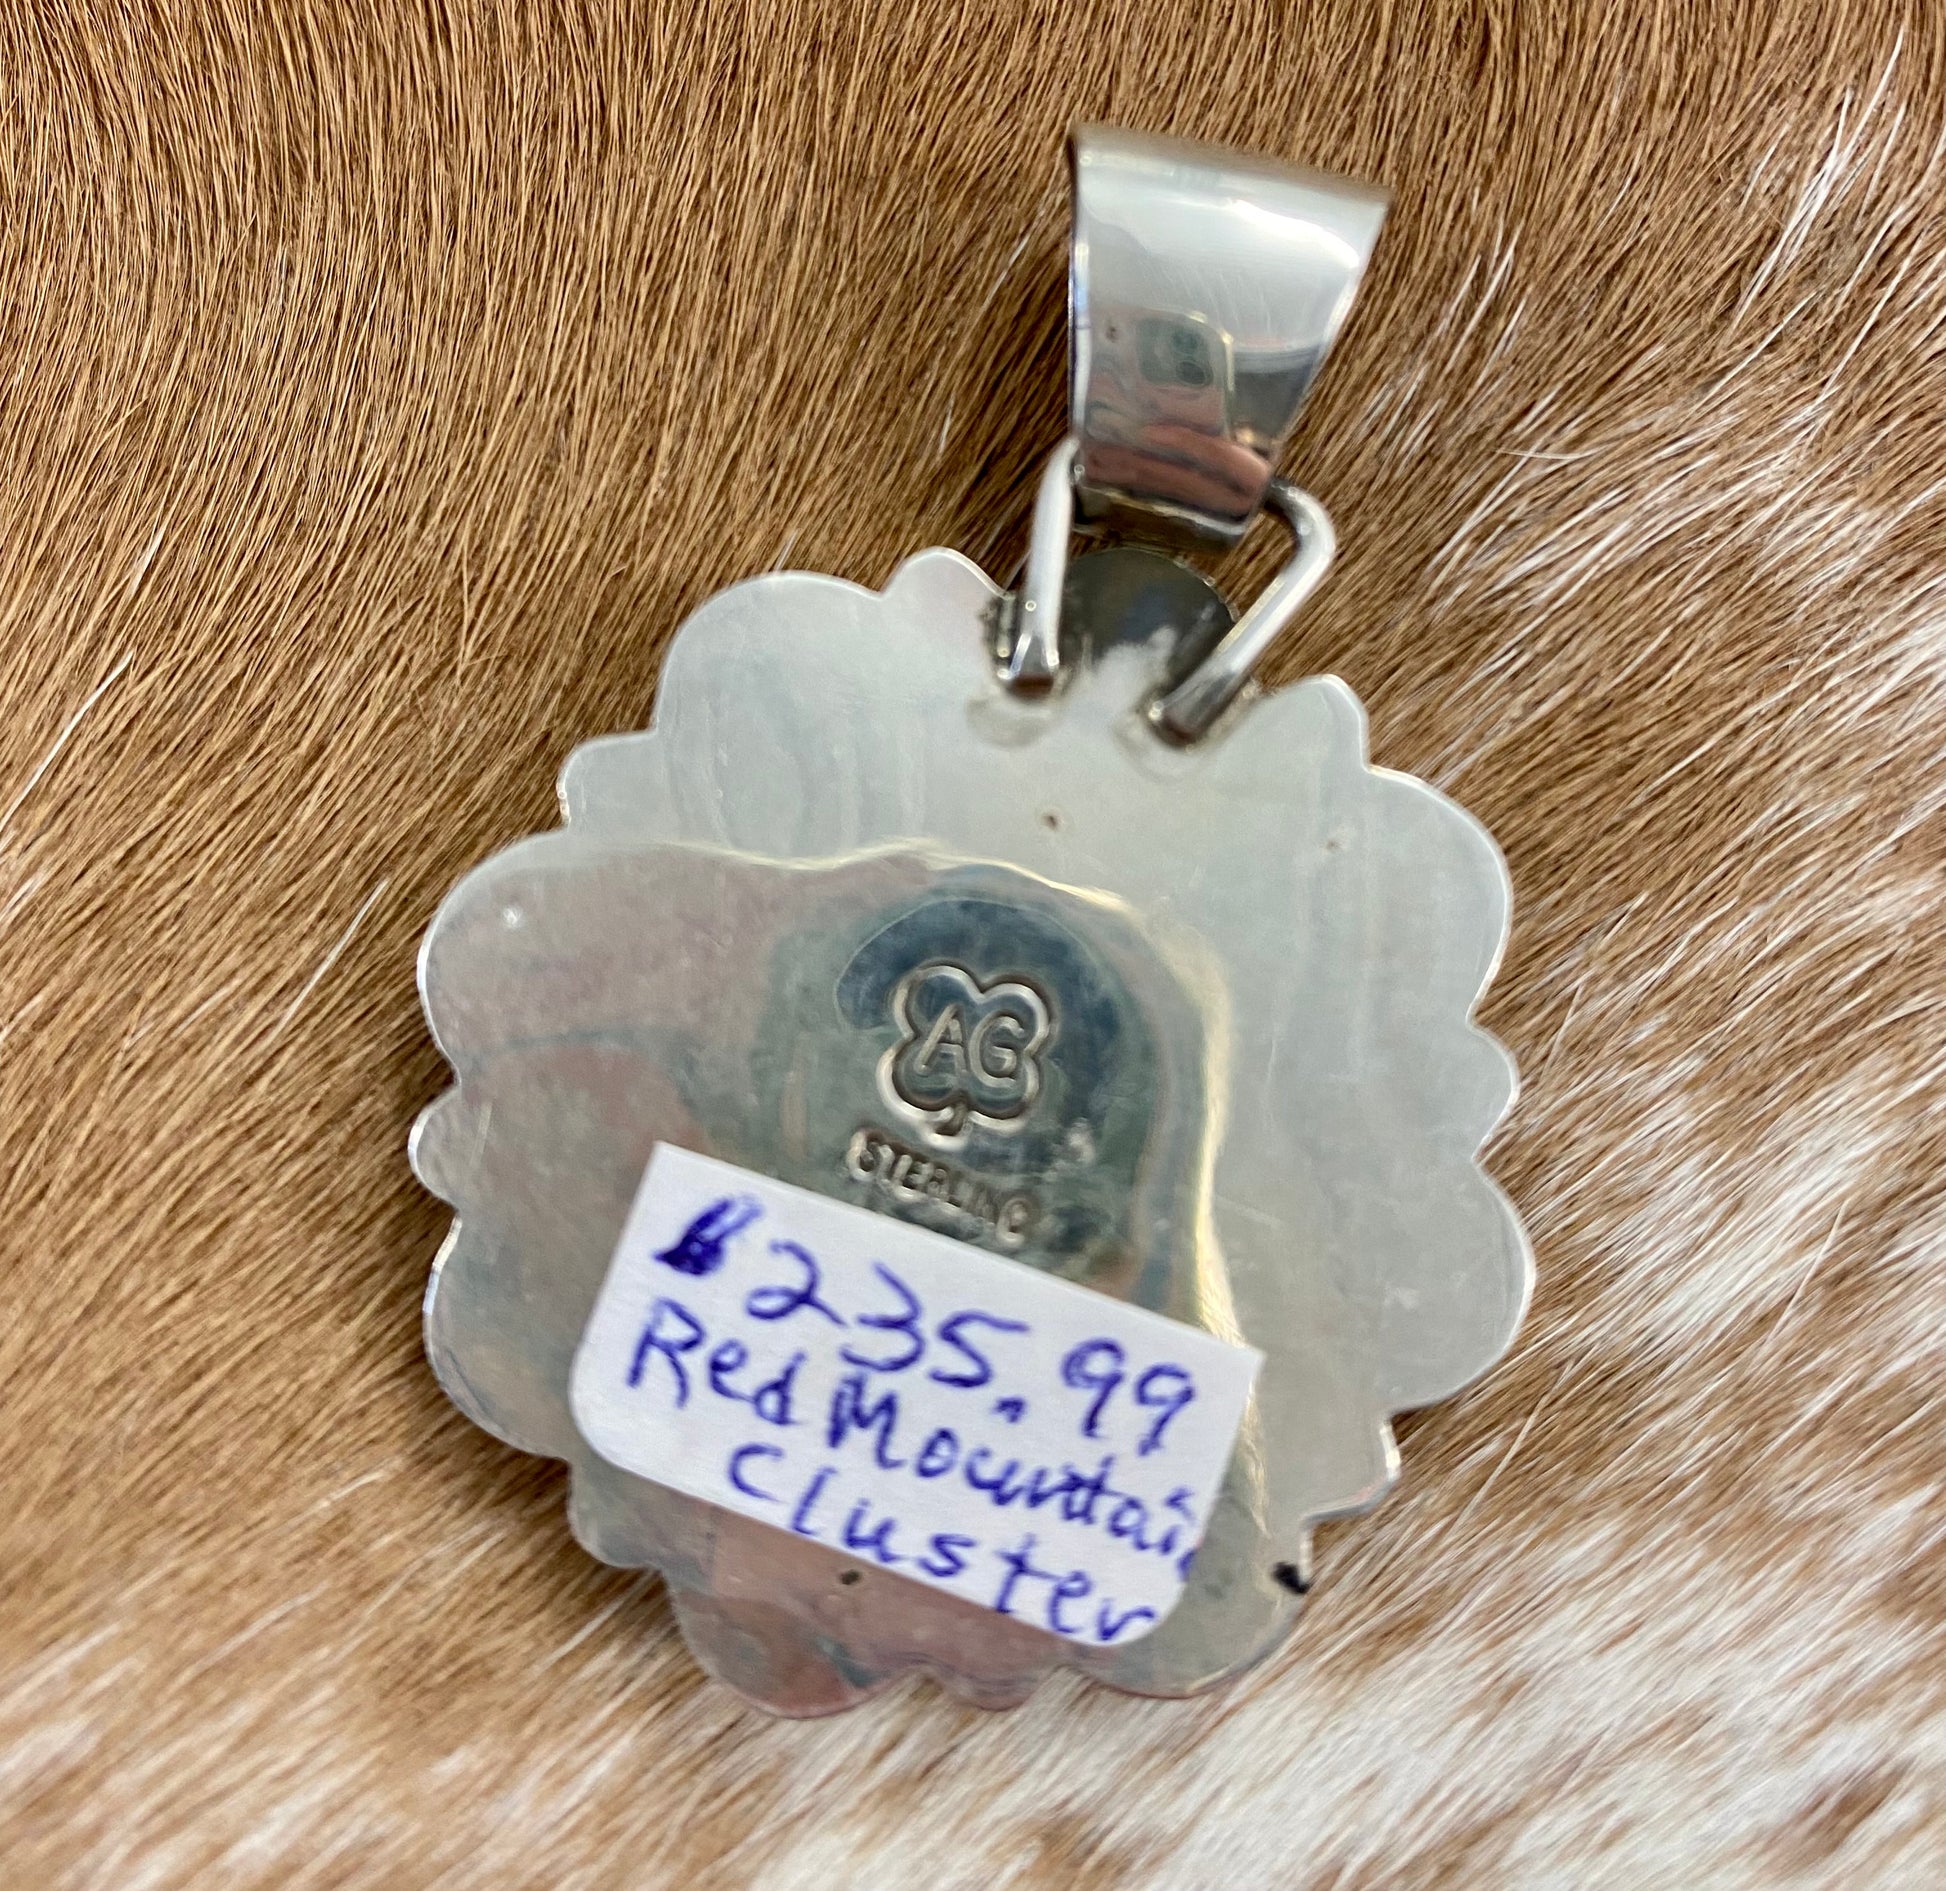 AG
STERLING
$235.99
Red Mountain
cluster